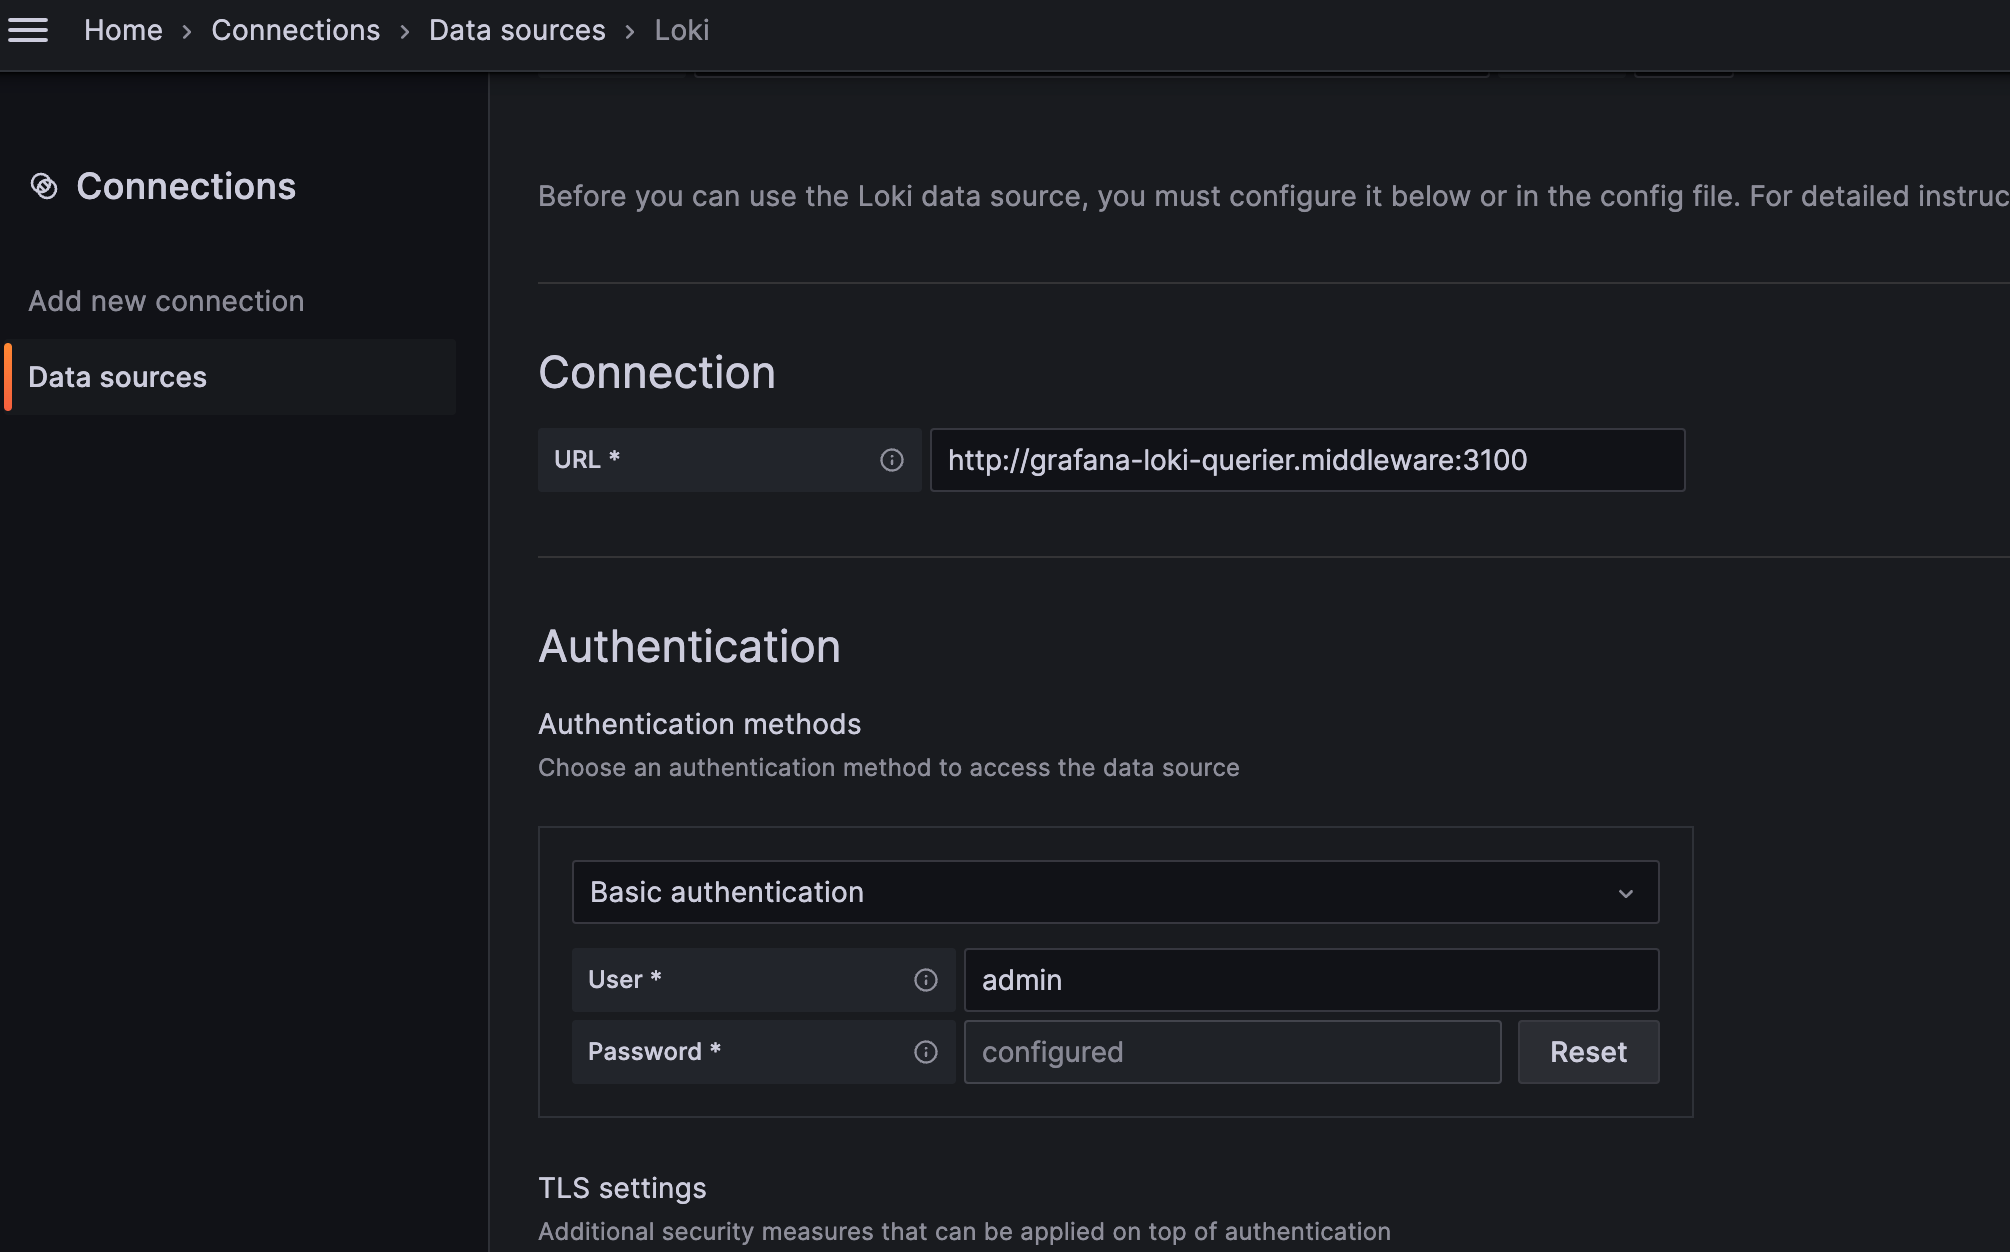 Home › Connections › Data sources › Loki
Connections
Add new connection
Data sources
Before you can use the Loki data source, you must configure it below or in the config file. For detailed instruc
Connection
URL *
http://grafana-loki-querier.middleware:3100
Authentication
Authentication methods
Choose an authentication method to access the data source
Basic authentication
User *
admin
Password *
configured
Reset
TLS settings
Additional security measures that can be applied on top of authentication